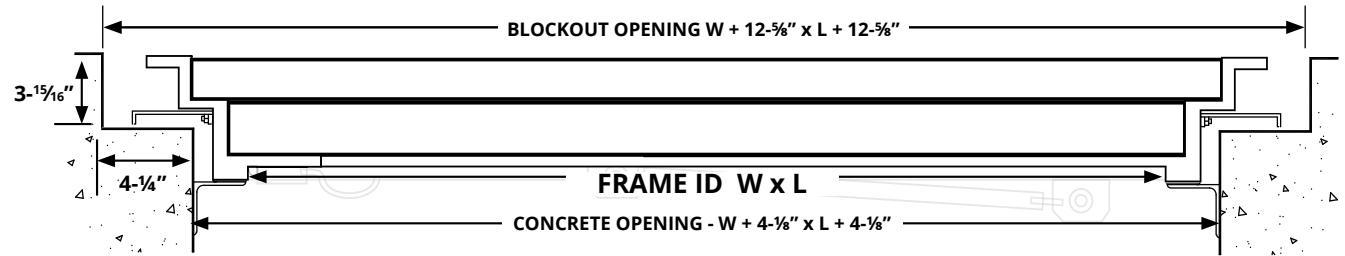 BLOCKOUT OPENING W + 12-⅝” x L + 12-⅝”
3-¹⁵⁄₁₆”
4-¼”
FRAME ID W x L
CONCRETE OPENING - W + 4-⅛” x L + 4-⅛”